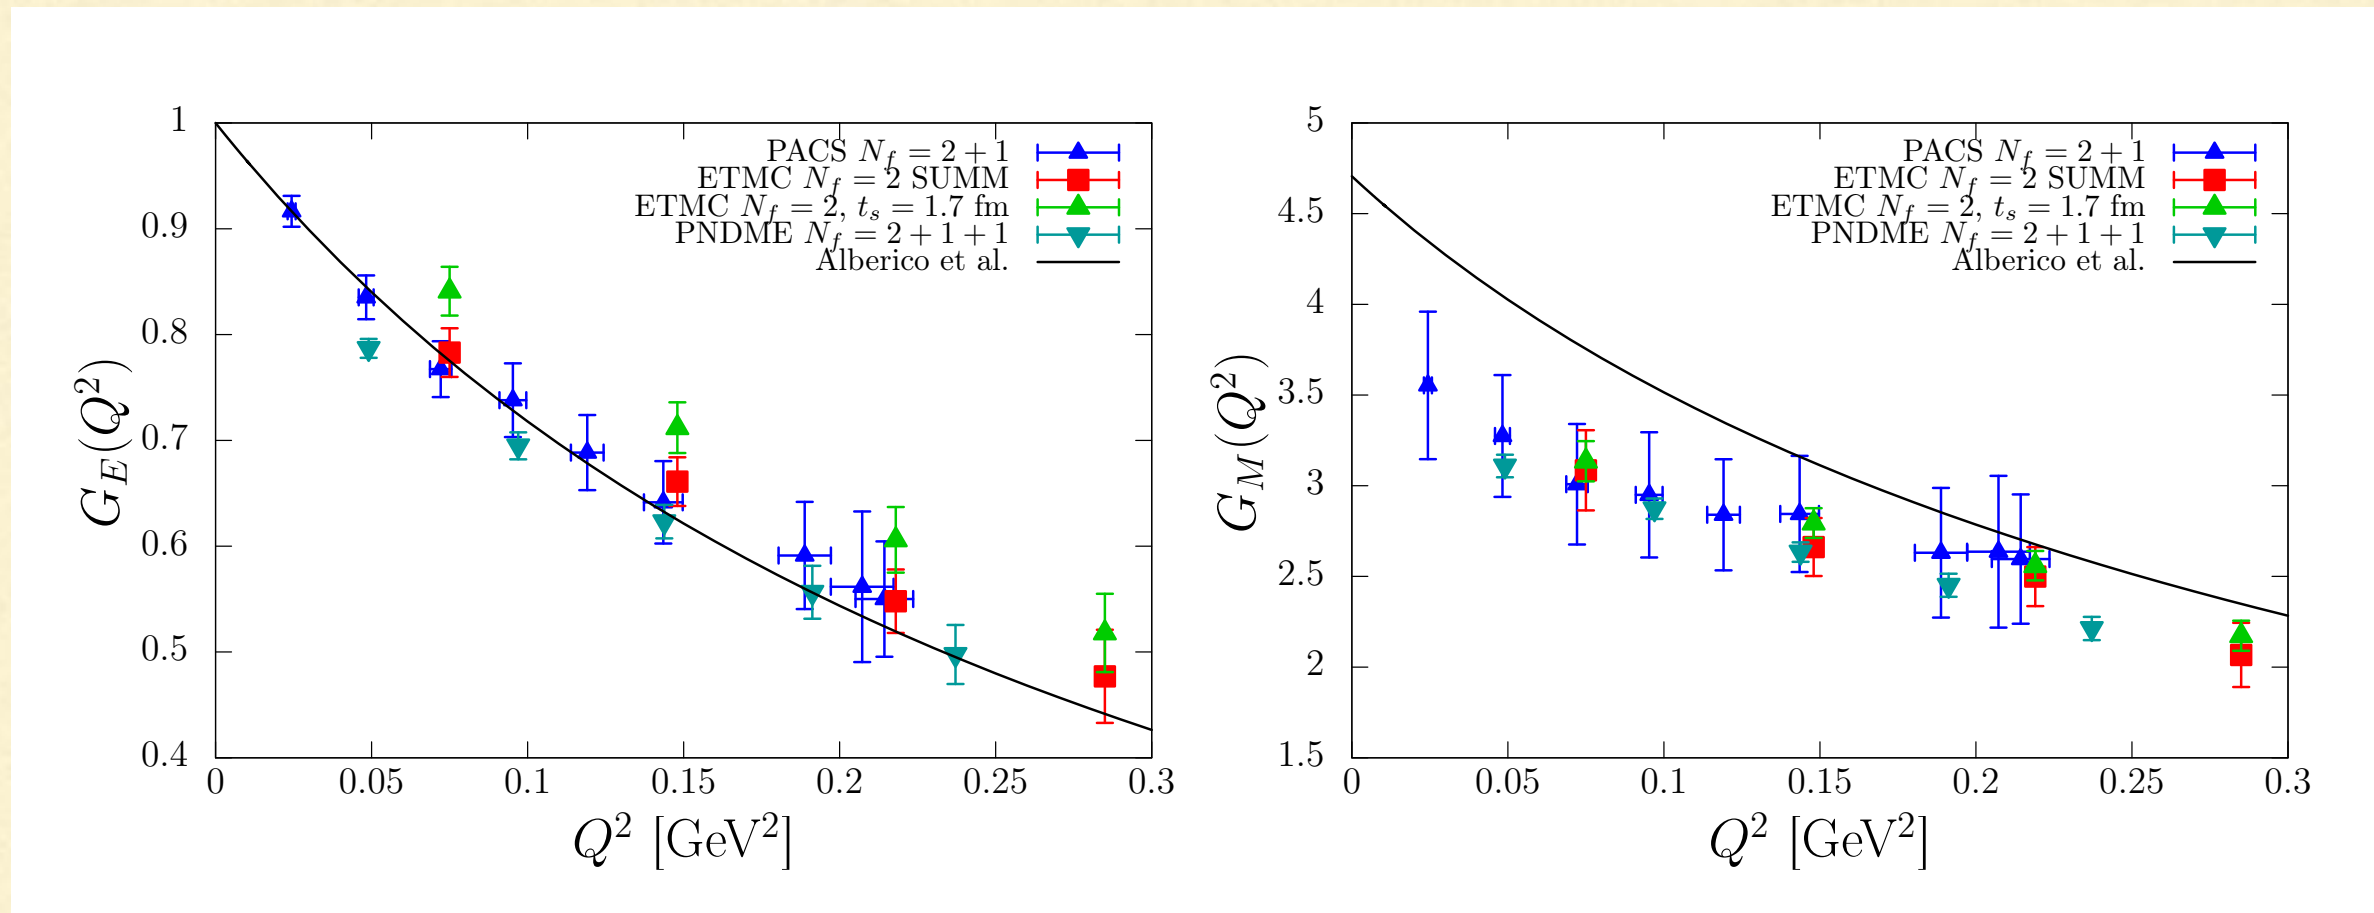 1
0.9
0.8
0.7
0.6
0.5
0.4
G_E(Q^2)
PACS N_f = 2 + 1
ETMC N_f = 2 SUMM
ETMC N_f = 2, t_s = 1.7 fm
PNDME N_f = 2 + 1 + 1
Alberico et al.
0 0.05 0.1 0.15 0.2 0.25 0.3
Q^2 [GeV^2]
5
4.5
4
3.5
3
2.5
2
1.5
G_M(Q^2)
PACS N_f = 2 + 1
ETMC N_f = 2 SUMM
ETMC N_f = 2, t_s = 1.7 fm
PNDME N_f = 2 + 1 + 1
Alberico et al.
0 0.05 0.1 0.15 0.2 0.25 0.3
Q^2 [GeV^2]